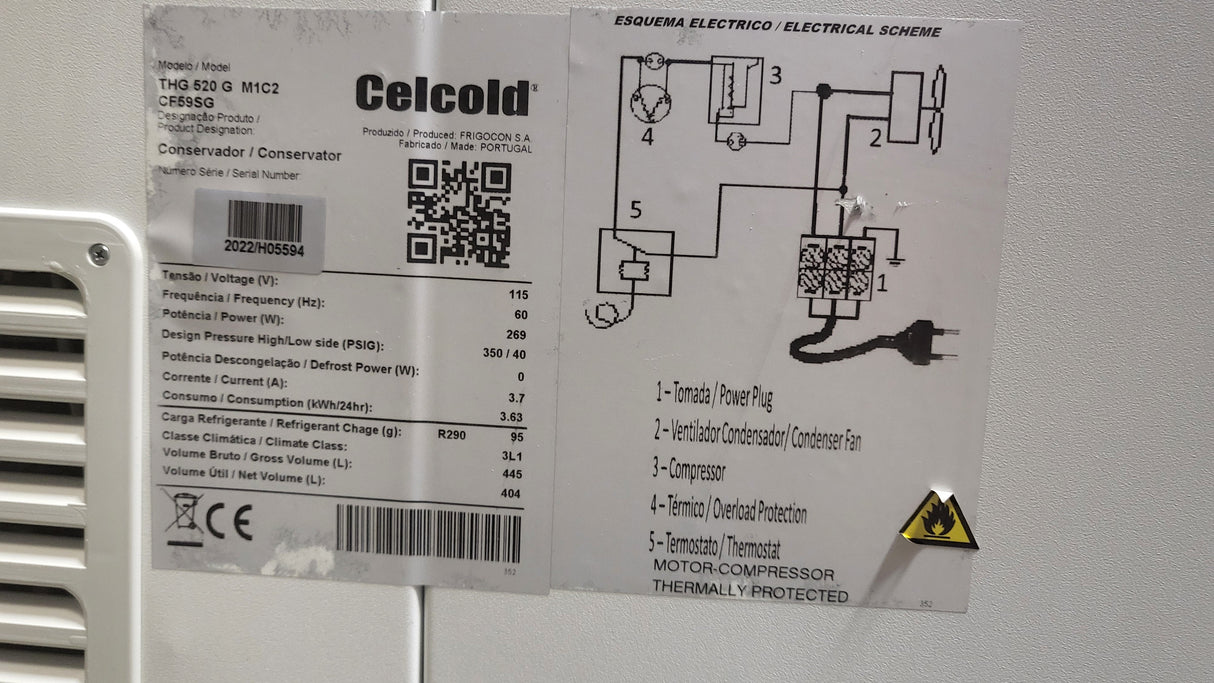 Modelo / Model
THG 520 G M1C2
CF59SG
Designação Produto /
Product Designation:
Conservador / Conservator
Número Série / Serial Number:
2022/H05594
Celcold®
Produzido / Produced: FRIGOCON S.A.
Fabricado / Made: PORTUGAL
Tensão / Voltage (V): 115
Frequência / Frequency (Hz): 60
Potência / Power (W): 269
Design Pressure High/Low side (PSIG): 350 / 40
Potência Descongelação / Defrost Power (W): 0
Corrente / Current (A): 3.7
Consumo / Consumption (kWh/24hr): 3.63
Carga Refrigerante / Refrigerant Chage (g): R290 95
Classe Climática / Climate Class: 3L1
Volume Bruto / Gross Volume (L): 445
Volume Útil / Net Volume (L): 404
CE
352
ESQUEMA ELECTRICO / ELECTRICAL SCHEME
3
4
2
5
1
1 – Tomada / Power Plug
2 – Ventilador Condensador / Condenser Fan
3 – Compressor
4 – Térmico / Overload Protection
5 – Termostato / Thermostat
MOTOR-COMPRESSOR
THERMALLY PROTECTED
352